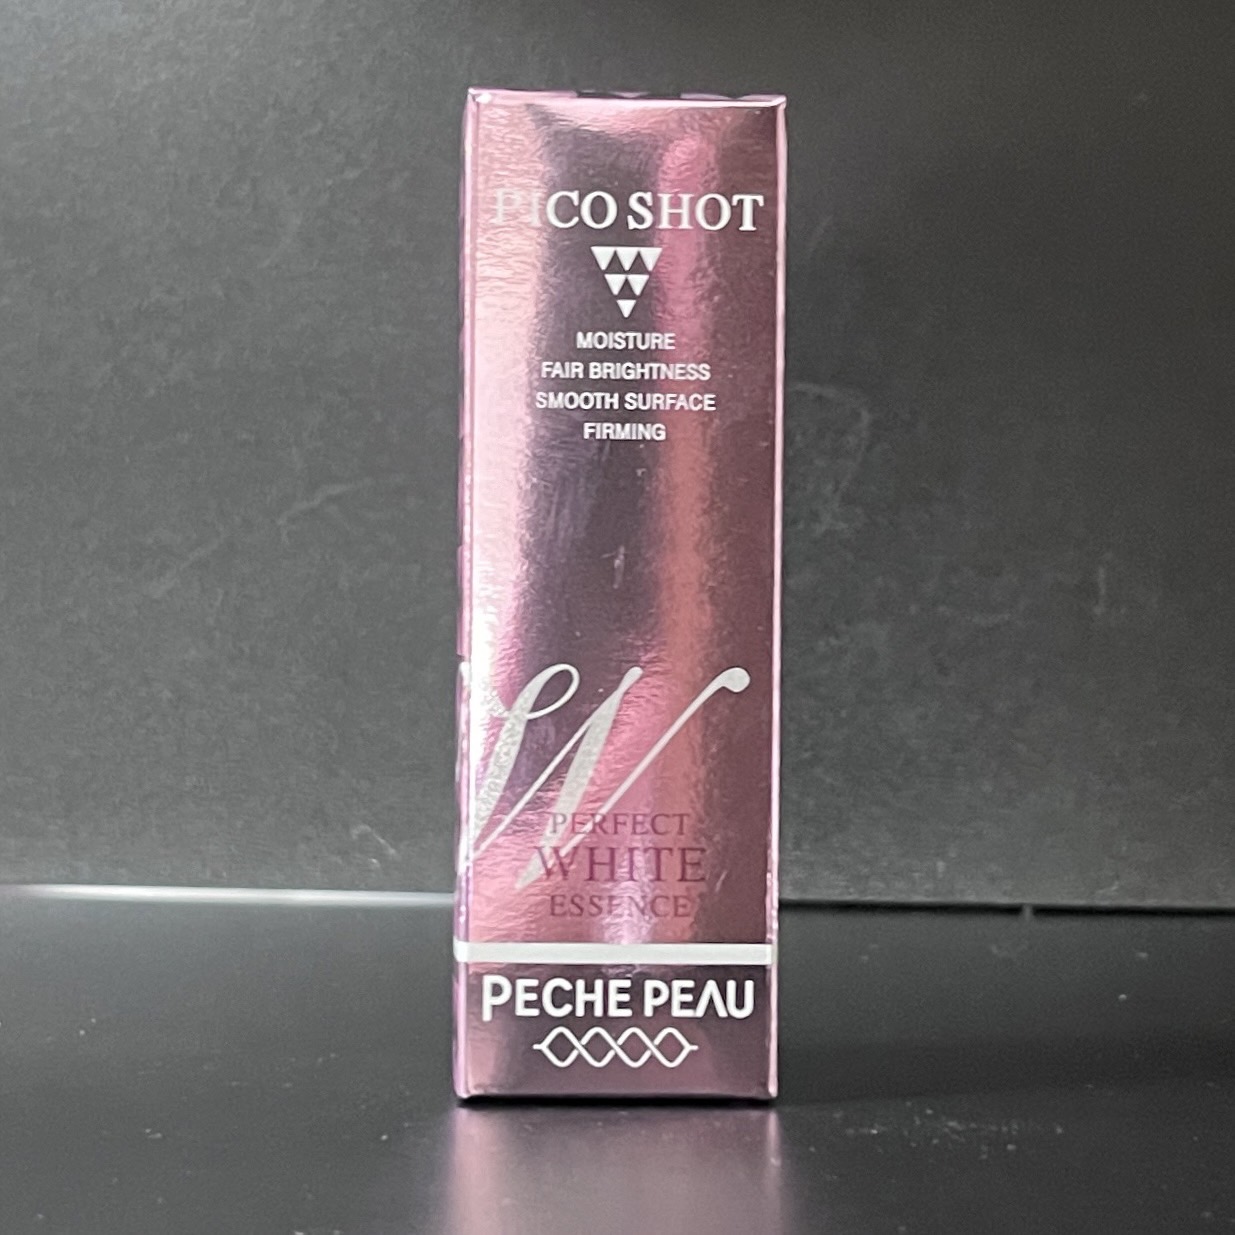 PICO SHOT
MOISTURE
FAIR BRIGHTNESS
SMOOTH SURFACE
FIRMING
W
PERFECT
WHITE
ESSENCE
PECHE PEAU